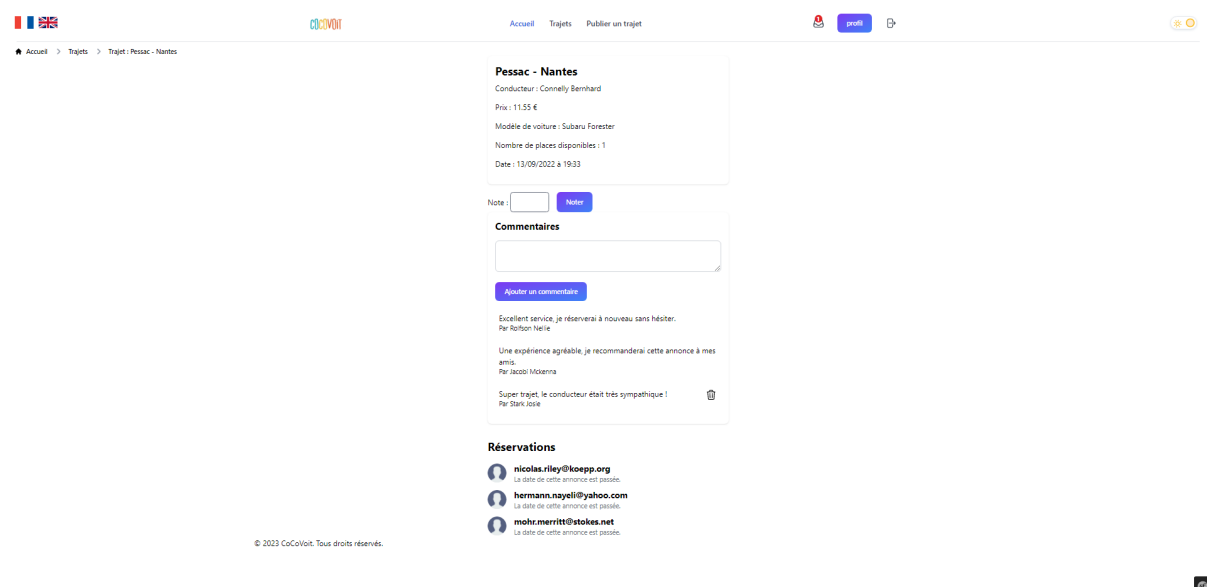 COCOVOIT
Accueil Trajets Publier un trajet
1
profil
Accueil > Trajets > Trajet : Pessac - Nantes
Pessac - Nantes
Conducteur : Connelly Bernhard
Prix : 11.55 €
Modèle de voiture : Subaru Forester
Nombre de places disponibles : 1
Date : 13/09/2022 à 19:33
Note :
Noter
Commentaires
Ajouter un commentaire
Excellent service, je réserverai à nouveau sans hésiter.
Par Rolfson Nellie
Une expérience agréable, je recommanderai cette annonce à mes
amis.
Par Jacobi Mckenna
Super trajet, le conducteur était très sympathique !
Par Stark Josie
Réservations
nicolas.riley@koepp.org
La date de cette annonce est passée.
hermann.nayeli@yahoo.com
La date de cette annonce est passée.
mohr.merritt@stokes.net
La date de cette annonce est passée.
© 2023 CoCoVoit. Tous droits réservés.